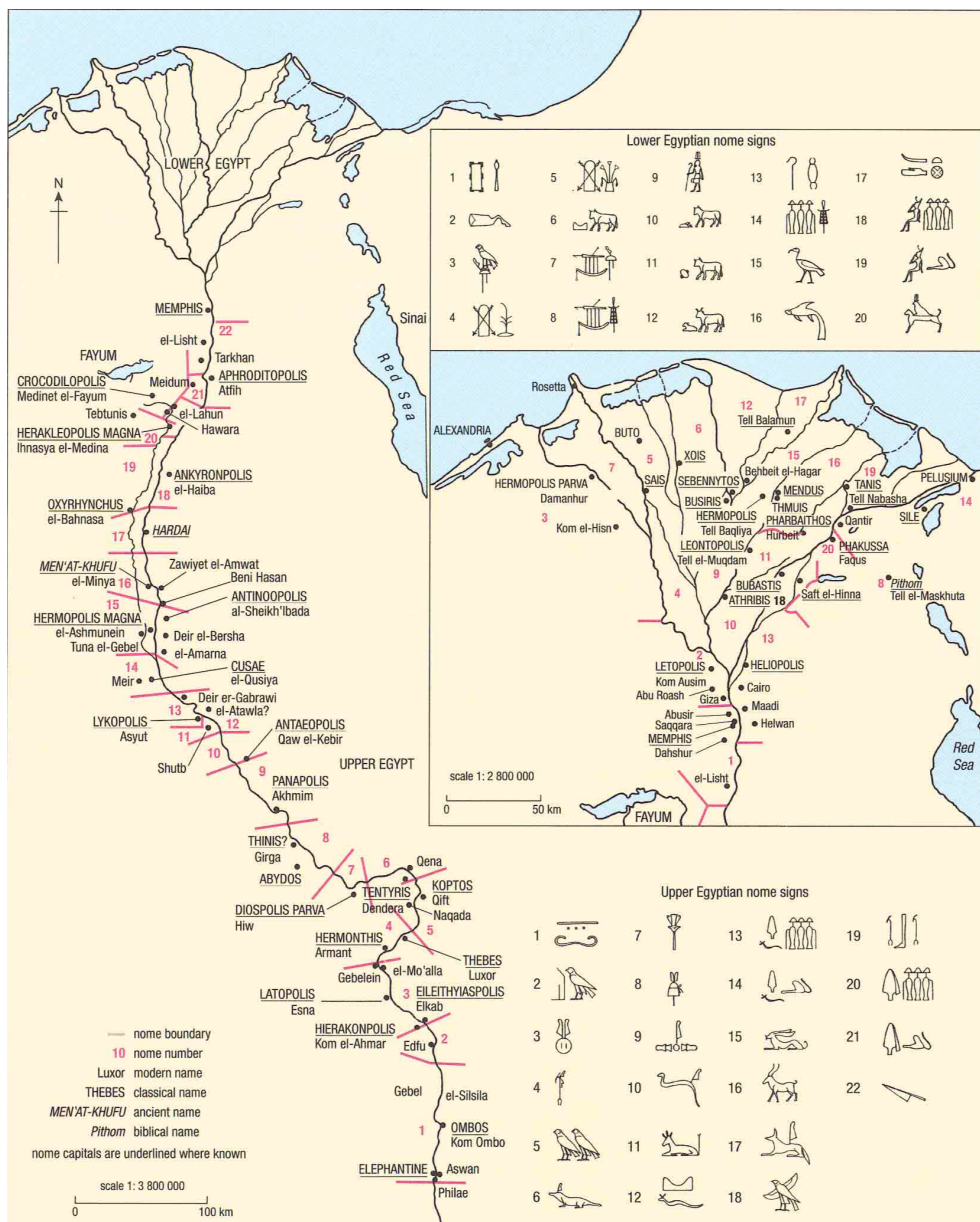 LOWER EGYPT
N
MEMPHIS
22
el-Lisht
Sinai
Tarkhan
FAYUM
Red Sea
CROCODILOPOLIS
Medinet el-Fayum
Meidum
APHRODITOPOLIS
Atfih
21
Tebtunis
el-Lahun
Hawara
HERAKLEOPOLIS MAGNA
Ihnasya el-Medina
20
19
ANKYRONPOLIS
el-Haiba
18
OXYRHYNCHUS
el-Bahnasa
17
HARDAI
MEN'AT-KHUFU
el-Minya
16
Zawiyet el-Amwat
Beni Hasan
15
ANTINOOPOLIS
al-Sheikh'Ibada
HERMOPOLIS MAGNA
el-Ashmunein
Tuna el-Gebel
Deir el-Bersha
el-Amarna
14
Meir
CUSAE
el-Qusiya
Deir er-Gabrawi
el-Atawla?
13
LYKOPOLIS
Asyut
12
11
Shutb
10
ANTAEOPOLIS
Qaw el-Kebir
9
UPPER EGYPT
PANAPOLIS
Akhmim
8
THINIS?
Girga
ABYDOS
7
6
Qena
DIOSPOLIS PARVA
Hiw
TENTYRIS
Dendera
KOPTOS
Qift
Naqada
5
4
HERMONTHIS
Armant
THEBES
Luxor
Gebelein
el-Mo'alla
3
LATOPOLIS
Esna
EILEITHYIASPOLIS
Elkab
HIERAKONPOLIS
Kom el-Ahmar
2
Edfu
Gebel
el-Silsila
1
OMBOS
Kom Ombo
ELEPHANTINE
Aswan
Philae
nome boundary
10 nome number
Luxor modern name
THEBES classical name
MEN'AT-KHUFU ancient name
Pithom biblical name
nome capitals are underlined where known
scale 1: 3 800 000
0 100 km
Lower Egyptian nome signs
1 5 9 13 17
2 6 10 14 18
3 7 11 15 19
4 8 12 16 20
Rosetta
ALEXANDRIA
BUTO
6
12
17
Tell Balamun
5
XOIS
15
16
7
Behbeit el-Hagar
19
HERMOPOLIS PARVA
Damanhur
SAIS
SEBENNYTOS
MENDUS
TANIS
Tell Nabasha
PELUSIUM
14
BUSIRIS
THMUIS
3
Kom el-Hisn
HERMOPOLIS
Tell Baqliya
PHARBAITHOS
Hurbeit
Qantir
SILE
LEONTOPOLIS
Tell el-Muqdam
11
20
PHAKUSSA
Faqus
9
4
BUBASTIS
Saft el-Hinna
8
Pithom
Tell el-Maskhuta
ATHRIBIS 18
10
13
2
LETOPOLIS
Kom Ausim
HELIOPOLIS
Abu Roash
Giza
Cairo
Abusir
Maadi
Saqqara
Helwan
MEMPHIS
Dahshur
1
el-Lisht
Red
Sea
scale 1: 2 800 000
0 50 km
FAYUM
Upper Egyptian nome signs
1 7 13 19
2 8 14 20
3 9 15 21
4 10 16 22
5 11 17
6 12 18